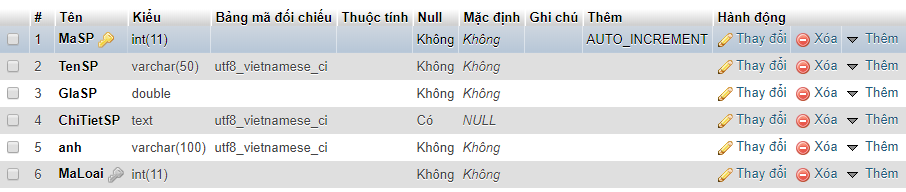 # Tên Kiểu Bảng mã đối chiếu Thuộc tính Null Mặc định Ghi chú Thêm Hành động
1 MaSP int(11) Không Không AUTO_INCREMENT Thay đổi Xóa Thêm
2 TenSP varchar(50) utf8_vietnamese_ci Không Không Thay đổi Xóa Thêm
3 GIaSP double Không Không Thay đổi Xóa Thêm
4 ChiTietSP text utf8_vietnamese_ci Có NULL Thay đổi Xóa Thêm
5 anh varchar(100) utf8_vietnamese_ci Không Không Thay đổi Xóa Thêm
6 MaLoai int(11) Không Không Thay đổi Xóa Thêm